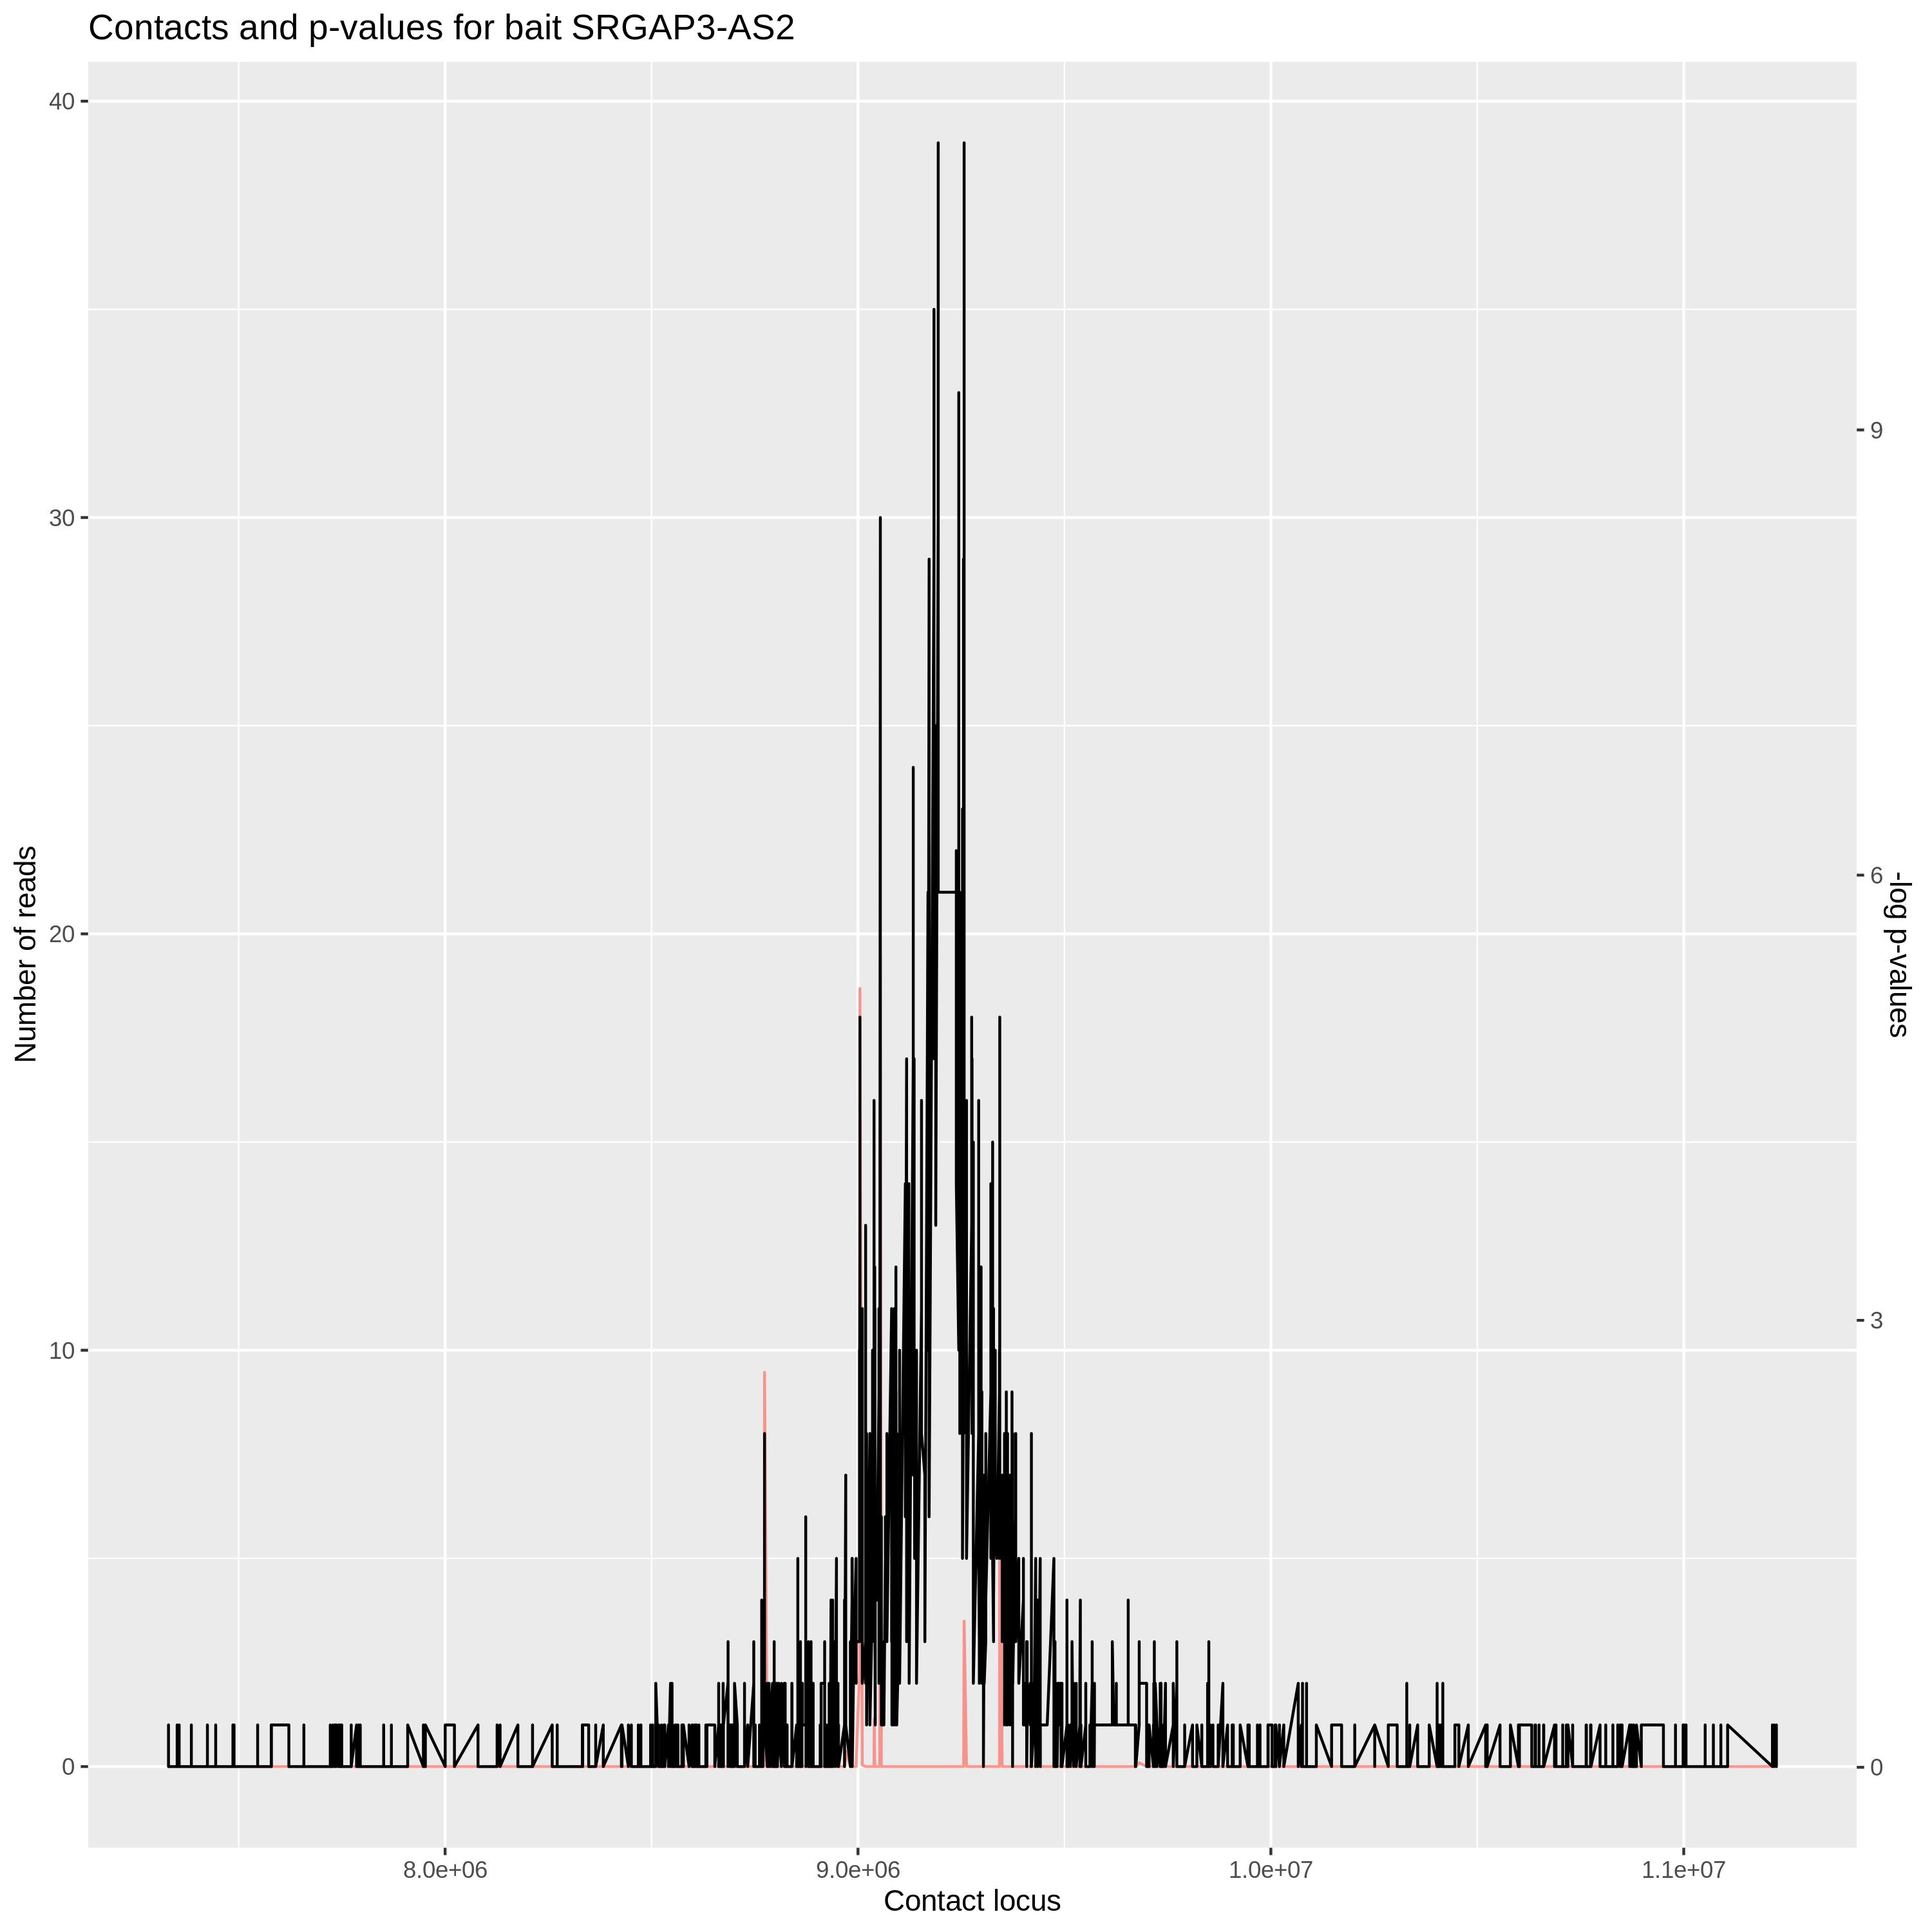 Contacts and p-values for bait SRGAP3-AS2
40
30
20
10
0
Number of reads
9
6
3
0
-log p-values
8.0e+06
9.0e+06
1.0e+07
1.1e+07
Contact locus